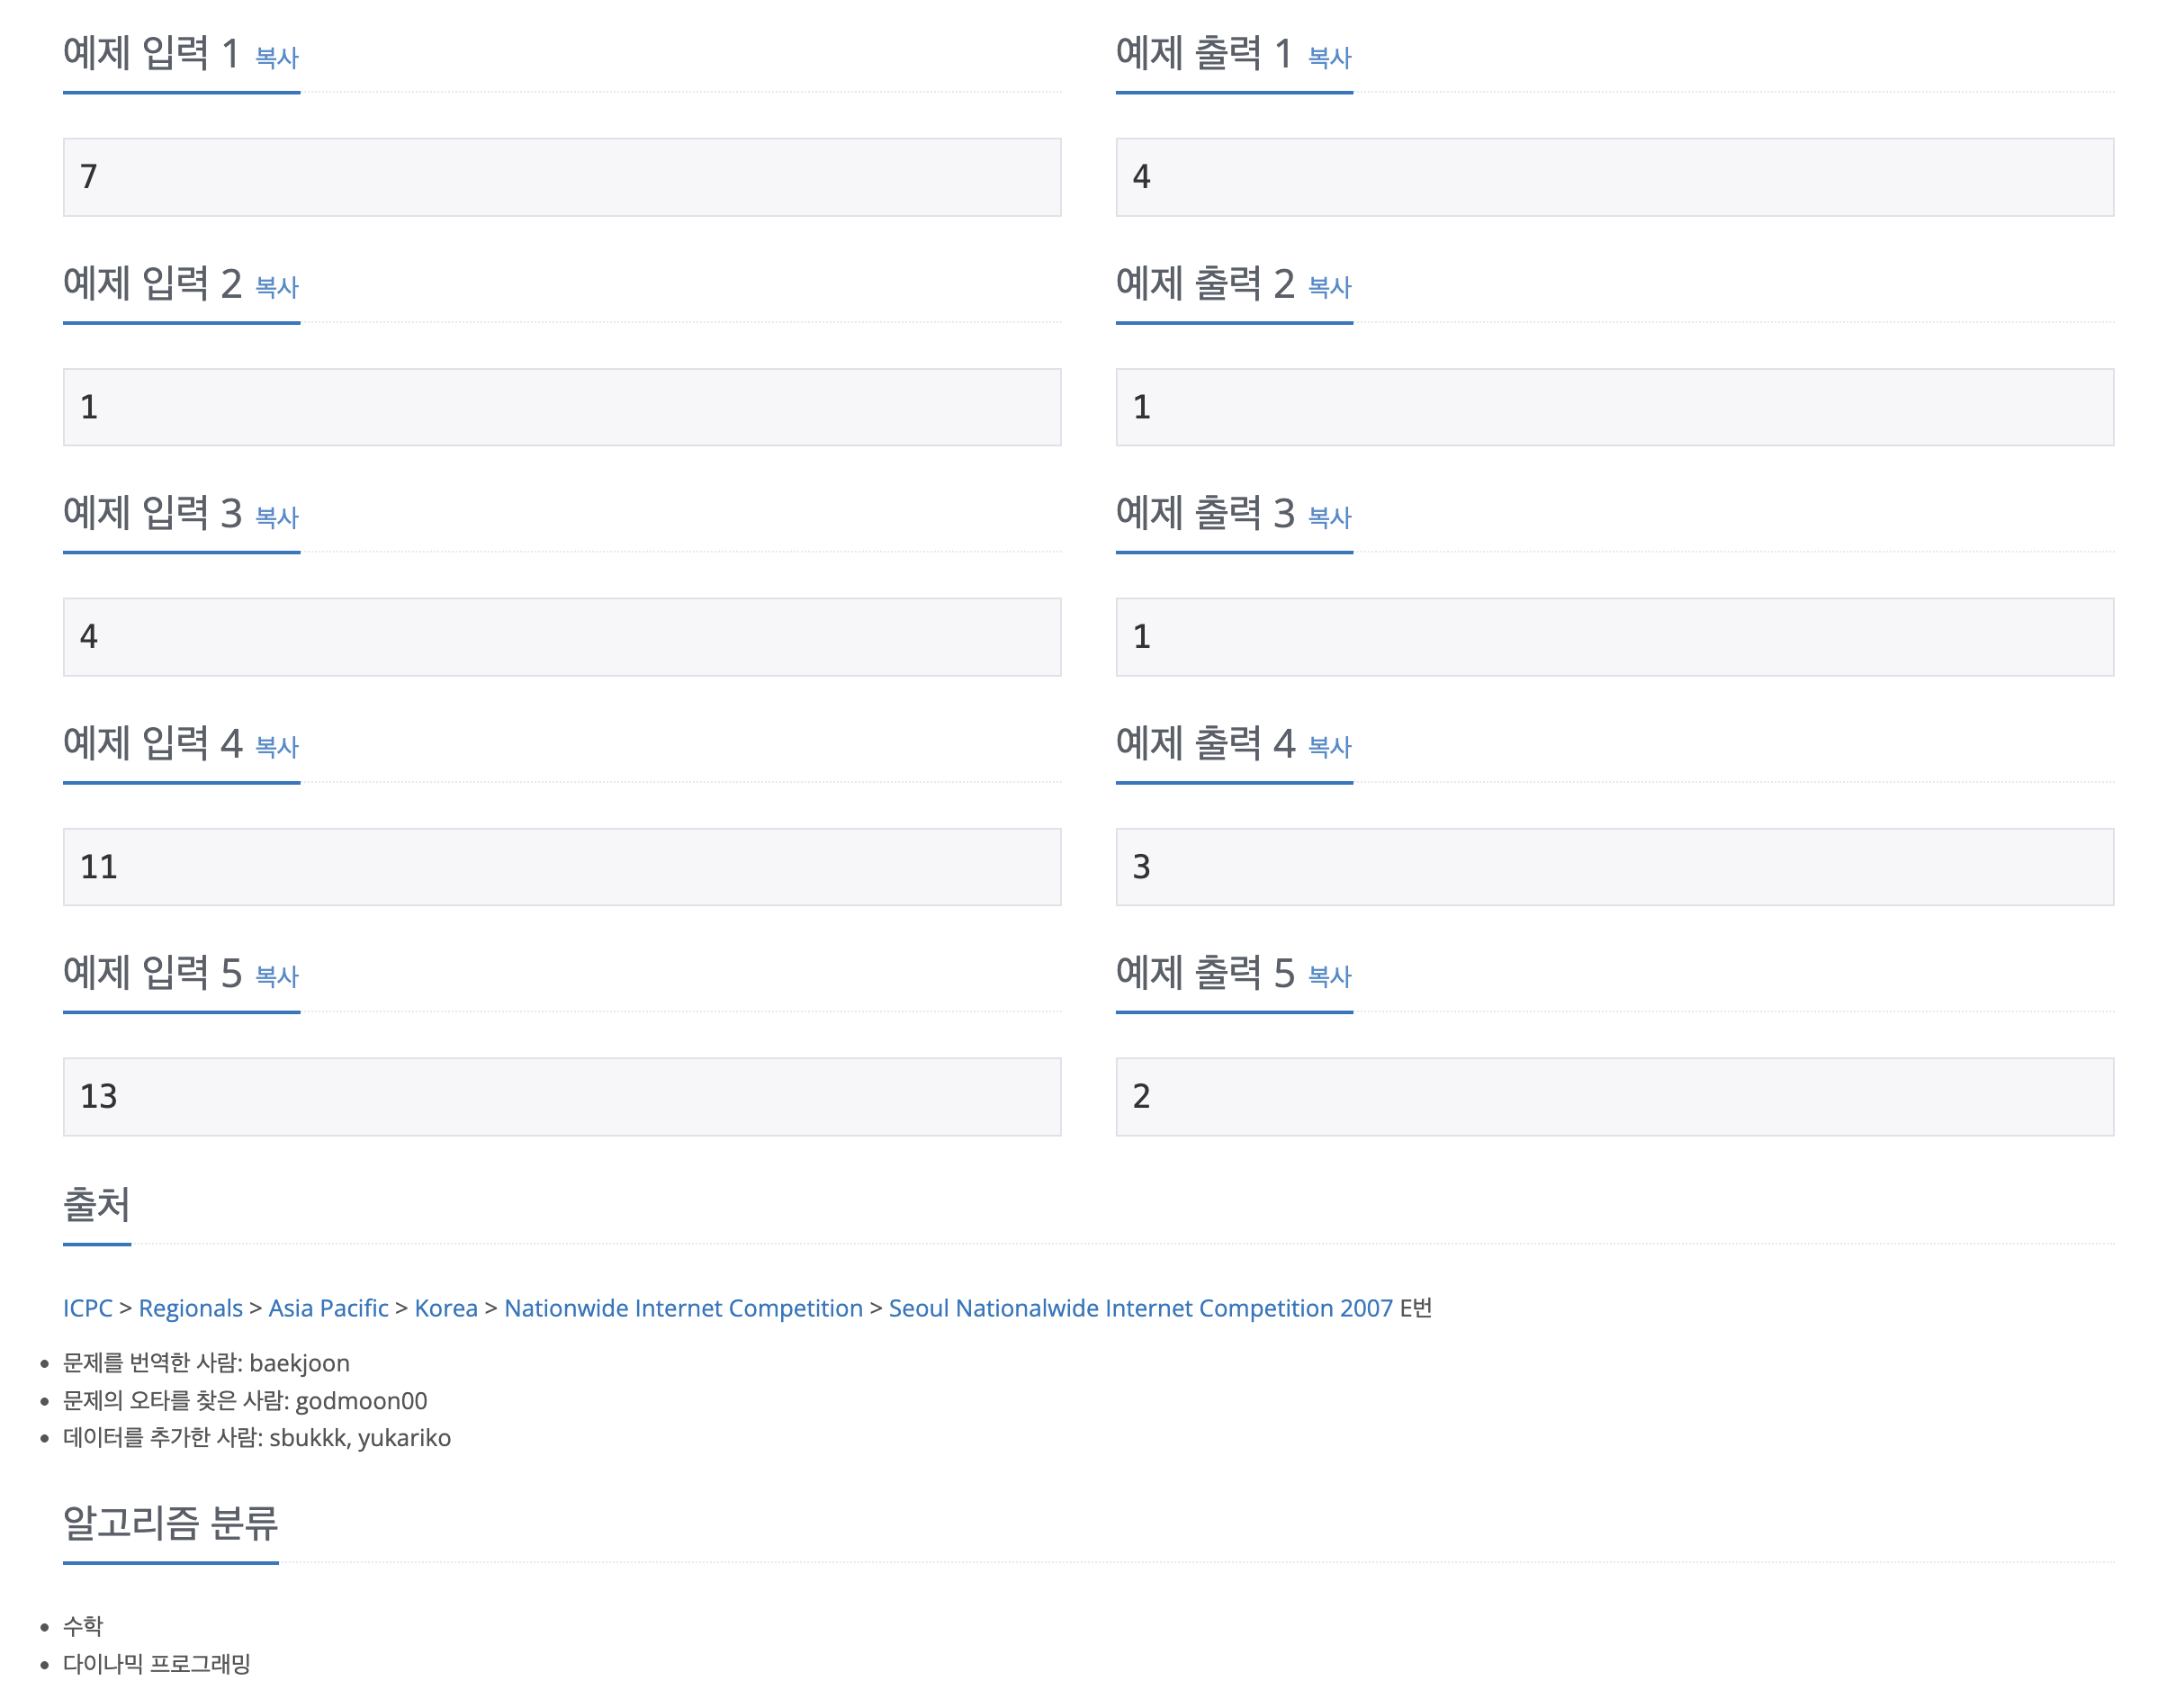 예제 입력 1 복사
예제 출력 1 복사
7
4
예제 입력 2 복사
예제 출력 2 복사
1
1
예제 입력 3 복사
예제 출력 3 복사
4
1
예제 입력 4 복사
예제 출력 4 복사
11
3
예제 입력 5 복사
예제 출력 5 복사
13
2
출처
ICPC > Regionals > Asia Pacific > Korea > Nationwide Internet Competition > Seoul Nationalwide Internet Competition 2007 E번
문제를 번역한 사람: baekjoon
문제의 오타를 찾은 사람: godmoon00
데이터를 추가한 사람: sbukkk, yukariko
알고리즘 분류
수학
다이나믹 프로그래밍